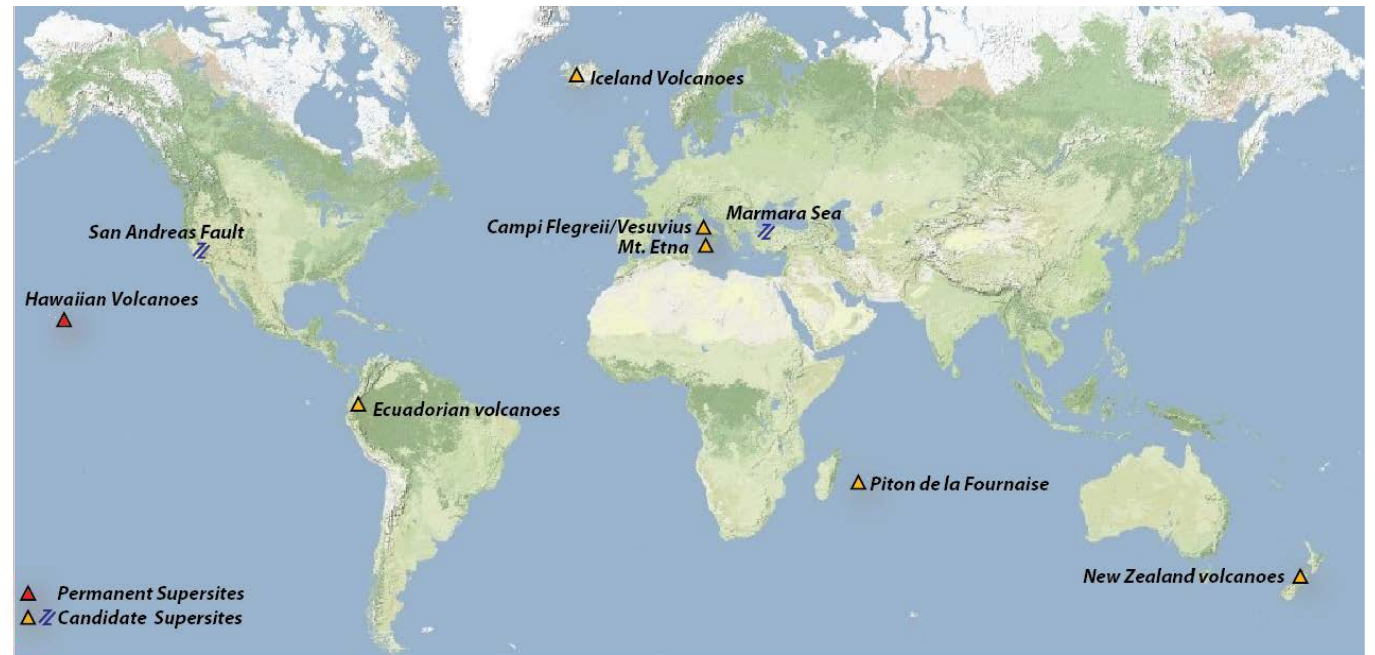 Iceland Volcanoes
Marmara Sea
Campi Flegreii/Vesuvius
San Andreas Fault
Mt. Etna
Hawaiian Volcanoes
Ecuadorian volcanoes
Piton de la Fournaise
New Zealand volcanoes
Permanent Supersites
Candidate Supersites